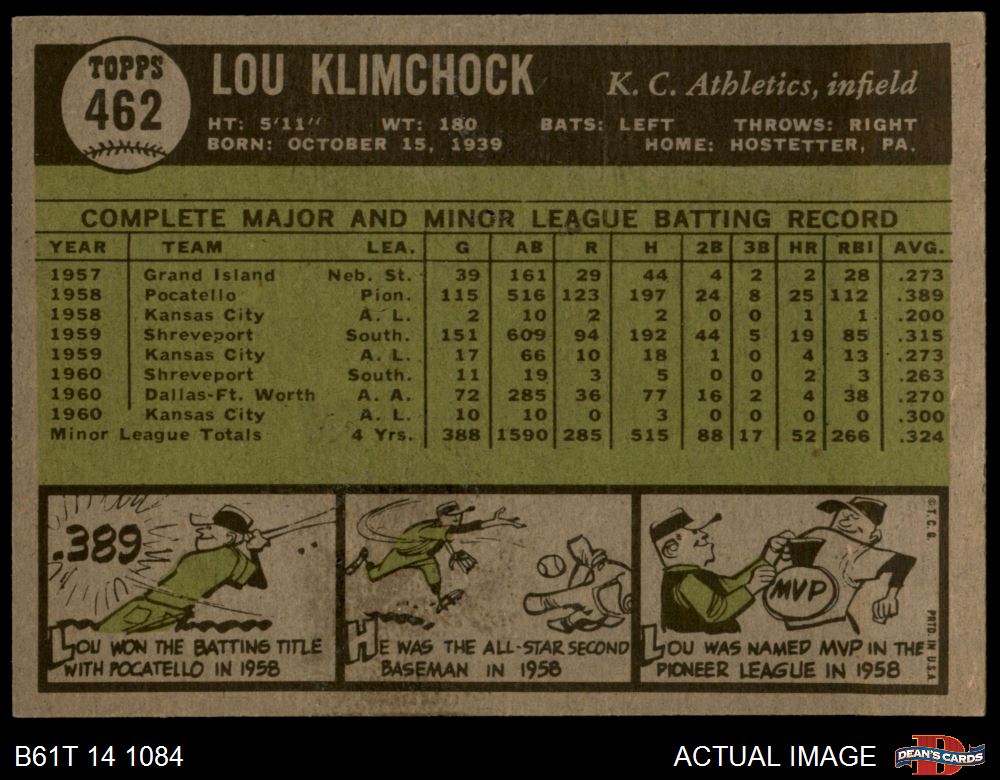 TOPPS
462
LOU KLIMCHOCK
K. C. Athletics, infield
HT: 5'11" WT: 180 BATS: LEFT THROWS: RIGHT
BORN: OCTOBER 15, 1939 HOME: HOSTETTER, PA.
COMPLETE MAJOR AND MINOR LEAGUE BATTING RECORD
YEAR TEAM LEA. G AB R H 2B 3B HR RBI AVG.
1957 Grand Island Neb. St. 39 161 29 44 4 2 2 28 .273
1958 Pocatello Pion. 115 516 123 197 24 8 25 112 .389
1958 Kansas City A. L. 2 10 2 2 0 0 1 1 .200
1959 Shreveport South. 151 609 94 192 44 5 19 85 .315
1959 Kansas City A. L. 17 66 10 18 1 0 4 13 .273
1960 Shreveport South. 11 19 3 5 0 0 2 3 .263
1960 Dallas-Ft. Worth A. A. 72 285 36 77 16 2 4 38 .270
1960 Kansas City A. L. 10 10 0 3 0 0 0 0 .300
Minor League Totals 4 Yrs. 388 1590 285 515 88 17 52 266 .324
.389
LOU WON THE BATTING TITLE
WITH POCATELLO IN 1958
HE WAS THE ALL-STAR SECOND
BASEMAN IN 1958
MVP
LOU WAS NAMED MVP IN THE
PIONEER LEAGUE IN 1958
© T. C. G.
PRTD. IN U.S.A.
B61T 14 1084
ACTUAL IMAGE
D
DEAN'S CARDS